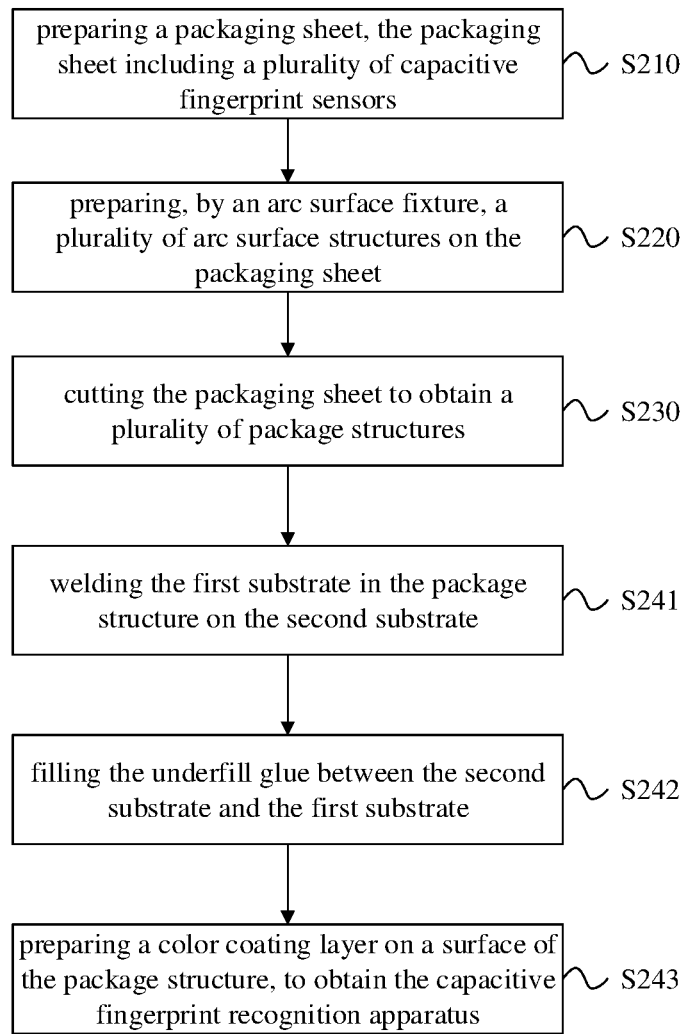 preparing a packaging sheet, the packaging
sheet including a plurality of capacitive
fingerprint sensors
S210
preparing, by an arc surface fixture, a
plurality of arc surface structures on the
packaging sheet
S220
cutting the packaging sheet to obtain a
plurality of package structures
S230
welding the first substrate in the package
structure on the second substrate
S241
filling the underfill glue between the second
substrate and the first substrate
S242
preparing a color coating layer on a surface of
the package structure, to obtain the capacitive
fingerprint recognition apparatus
S243